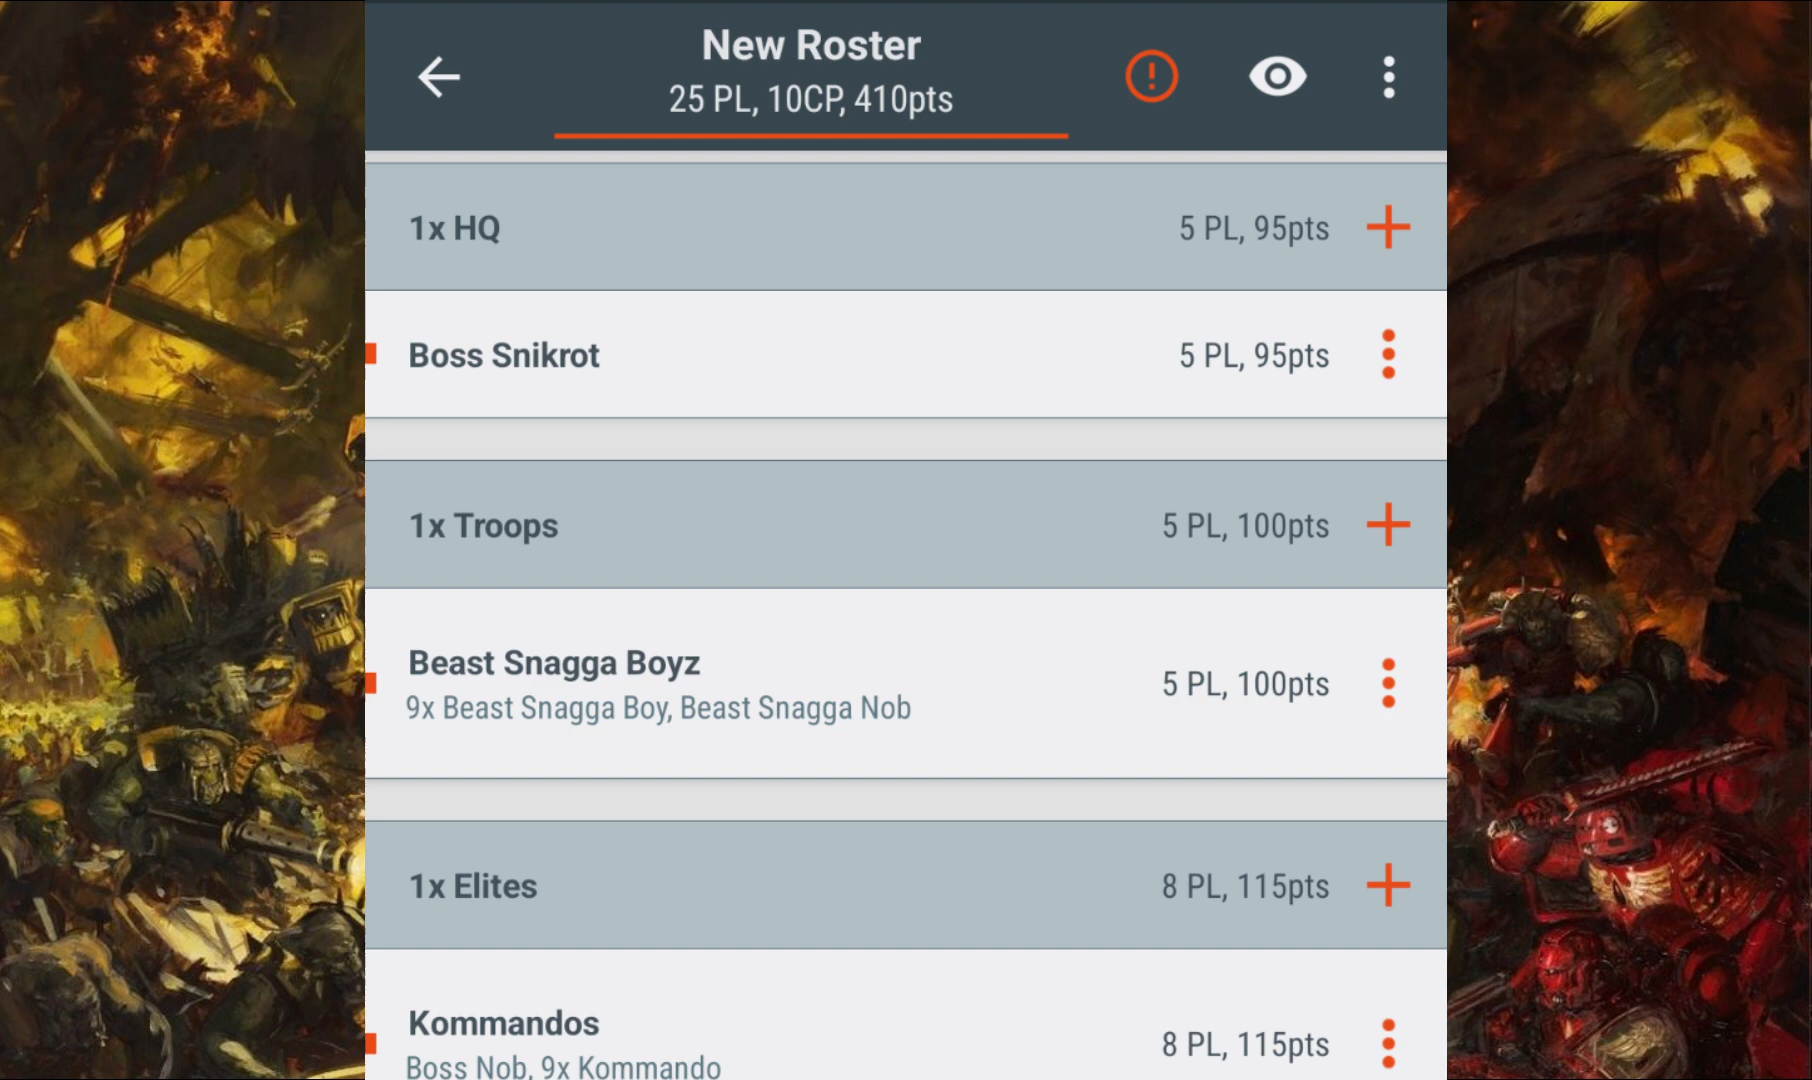 New Roster
25 PL, 10CP, 410pts
1x HQ 5 PL, 95pts
Boss Snikrot 5 PL, 95pts
1x Troops 5 PL, 100pts
Beast Snagga Boyz
9x Beast Snagga Boy, Beast Snagga Nob 5 PL, 100pts
1x Elites 8 PL, 115pts
Kommandos
8 PL, 115pts
Boss Nob, 9x Kommando